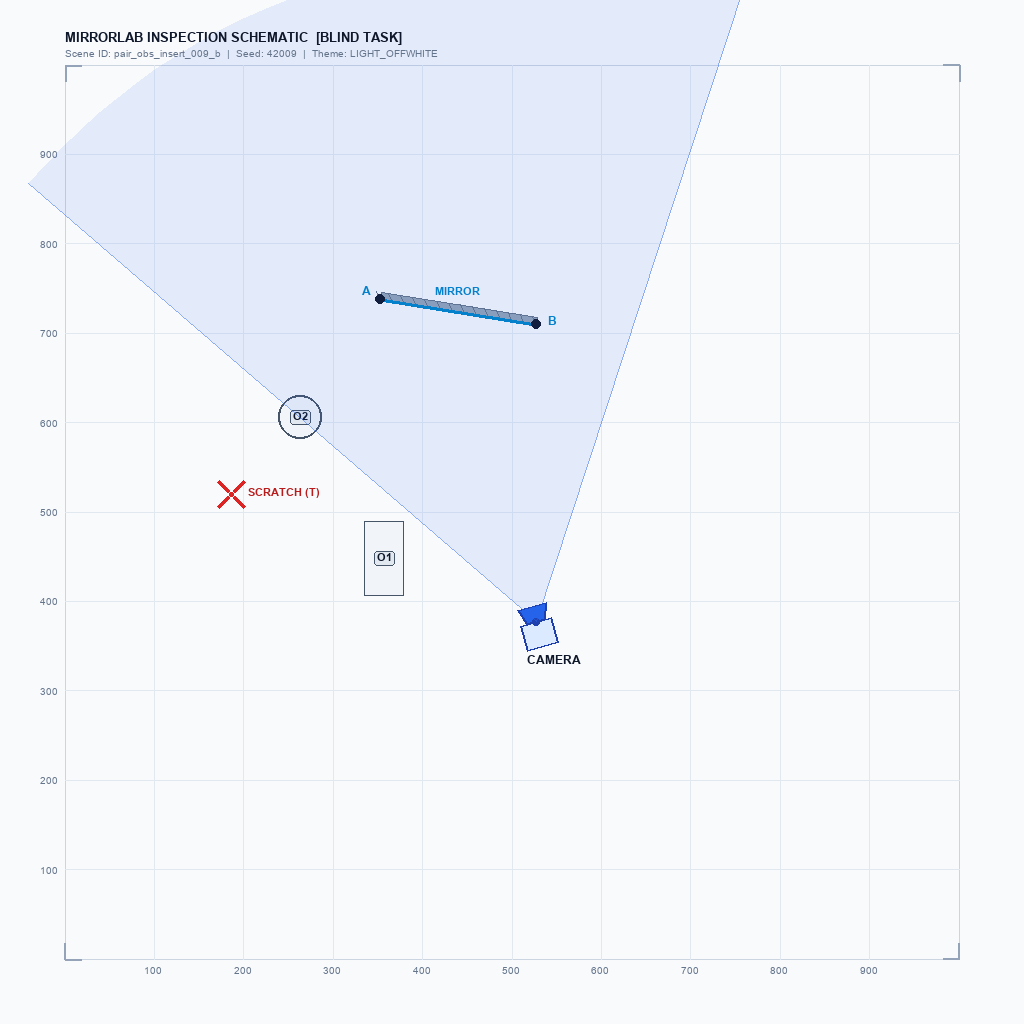 MIRRORLAB INSPECTION SCHEMATIC  [BLIND TASK]
Scene ID: pair_obs_insert_009_b  |  Seed: 42009  |  Theme: LIGHT_OFFWHITE
900
800
700
600
500
400
300
200
100
A
MIRROR
B
O2
SCRATCH (T)
O1
CAMERA
100 200 300 400 500 600 700 800 900